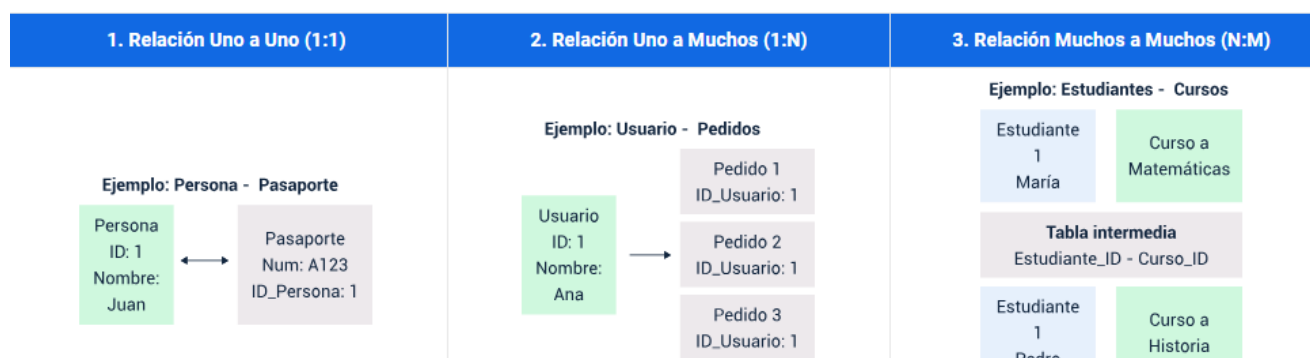 1. Relación Uno a Uno (1:1)
2. Relación Uno a Muchos (1:N)
3. Relación Muchos a Muchos (N:M)
Ejemplo: Persona - Pasaporte
Persona
ID: 1
Nombre:
Juan
Pasaporte
Num: A123
ID_Persona: 1
Ejemplo: Usuario - Pedidos
Usuario
ID: 1
Nombre:
Ana
Pedido 1
ID_Usuario: 1
Pedido 2
ID_Usuario: 1
Pedido 3
ID_Usuario: 1
Ejemplo: Estudiantes - Cursos
Estudiante
1
María
Curso a
Matemáticas
Tabla intermedia
Estudiante_ID - Curso_ID
Estudiante
1
Pedro
Curso a
Historia